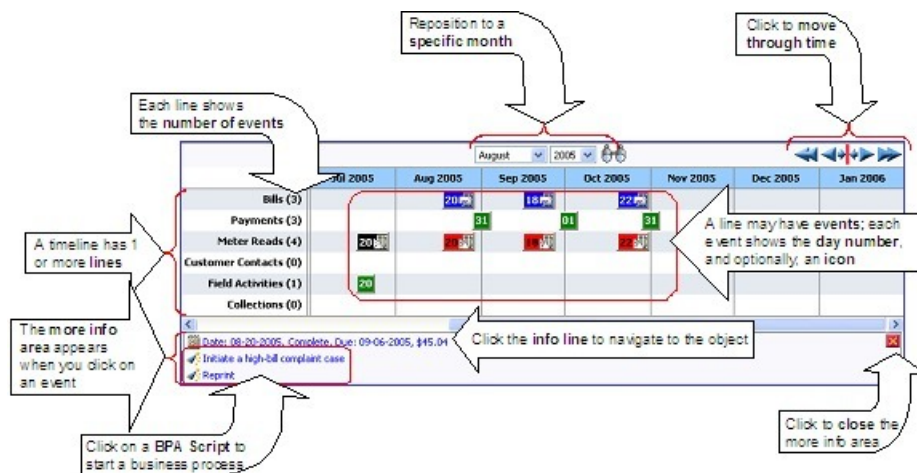 Reposition to a
specific month
Click to move
through time
Each line shows
the number of events
August 2005
Jul 2005 Aug 2005 Sep 2005 Oct 2005 Nov 2005 Dec 2005 Jan 2006
Bills (3) 20 18 22
Payments (3) 31 01 31
Meter Reads (4) 20 20 18 22
Customer Contacts (0)
Field Activities (1) 20
Collections (0)
A timeline has 1
or more lines
A line may have events; each
event shows the day number,
and optionally, an icon
The more info
area appears
when you click on
an event
Date: 08-20-2005, Complete, Due: 09-06-2005, $45.04
Initiate a high-bill complaint case
Reprint
Click the info line to navigate to the object
Click on a BPA Script to
start a business process
Click to close the
more info area